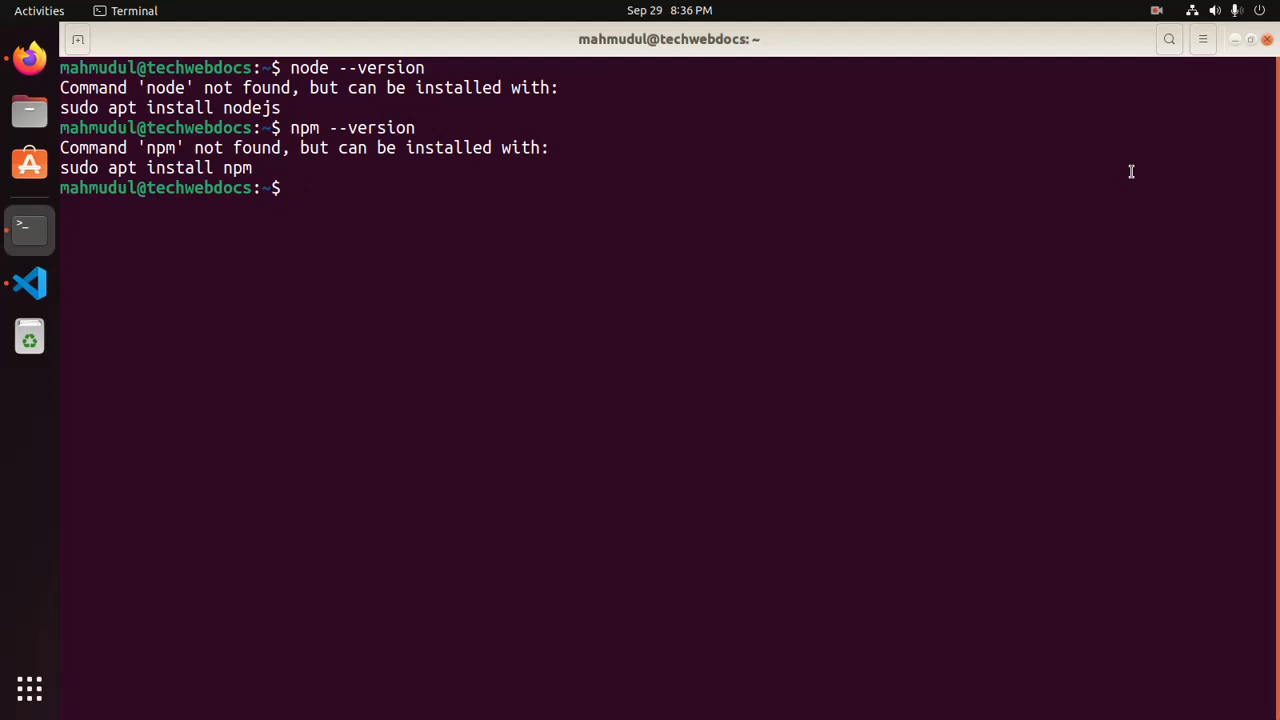 Activities
Terminal
Sep 29 8:36 PM
mahmudul@techwebdocs: ~
mahmudul@techwebdocs:~$ node --version
Command 'node' not found, but can be installed with:
sudo apt install nodejs
mahmudul@techwebdocs:~$ npm --version
Command 'npm' not found, but can be installed with:
sudo apt install npm
mahmudul@techwebdocs:~$
>_